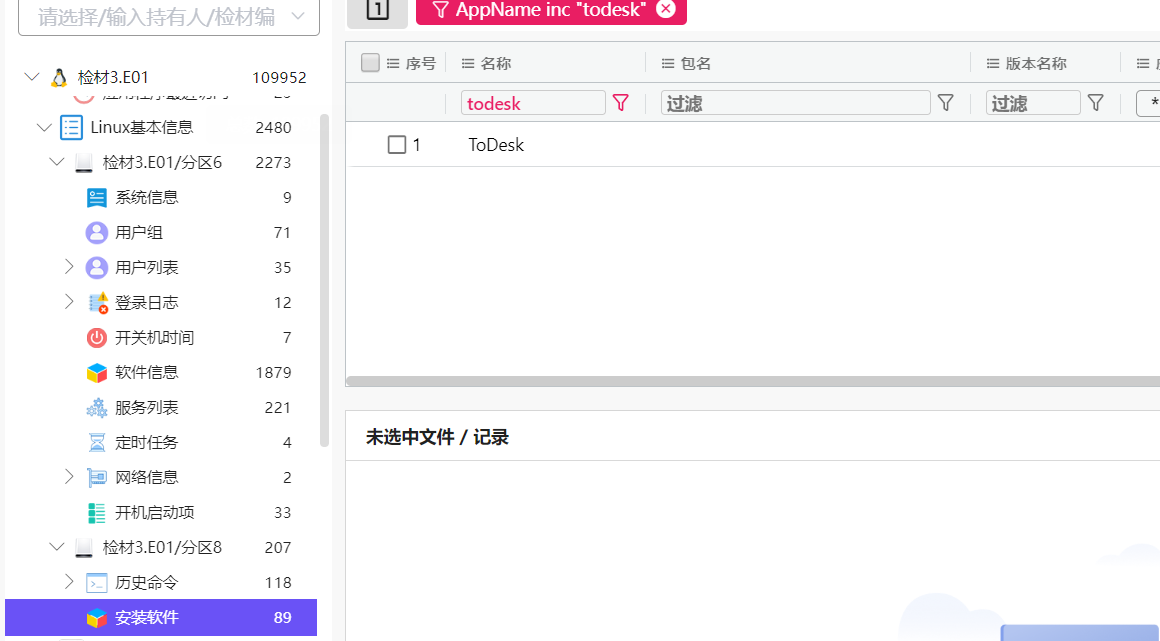 请选择/输入持有人/检材编
检材3.E01 109952
Linux基本信息 2480
检材3.E01/分区6 2273
系统信息 9
用户组 71
用户列表 35
登录日志 12
开关机时间 7
软件信息 1879
服务列表 221
定时任务 4
网络信息 2
开机启动项 33
检材3.E01/分区8 207
历史命令 118
安装软件 89
1 AppName inc "todesk"
序号 名称 包名 版本名称
todesk 过滤 过滤 *
1 ToDesk
未选中文件 / 记录